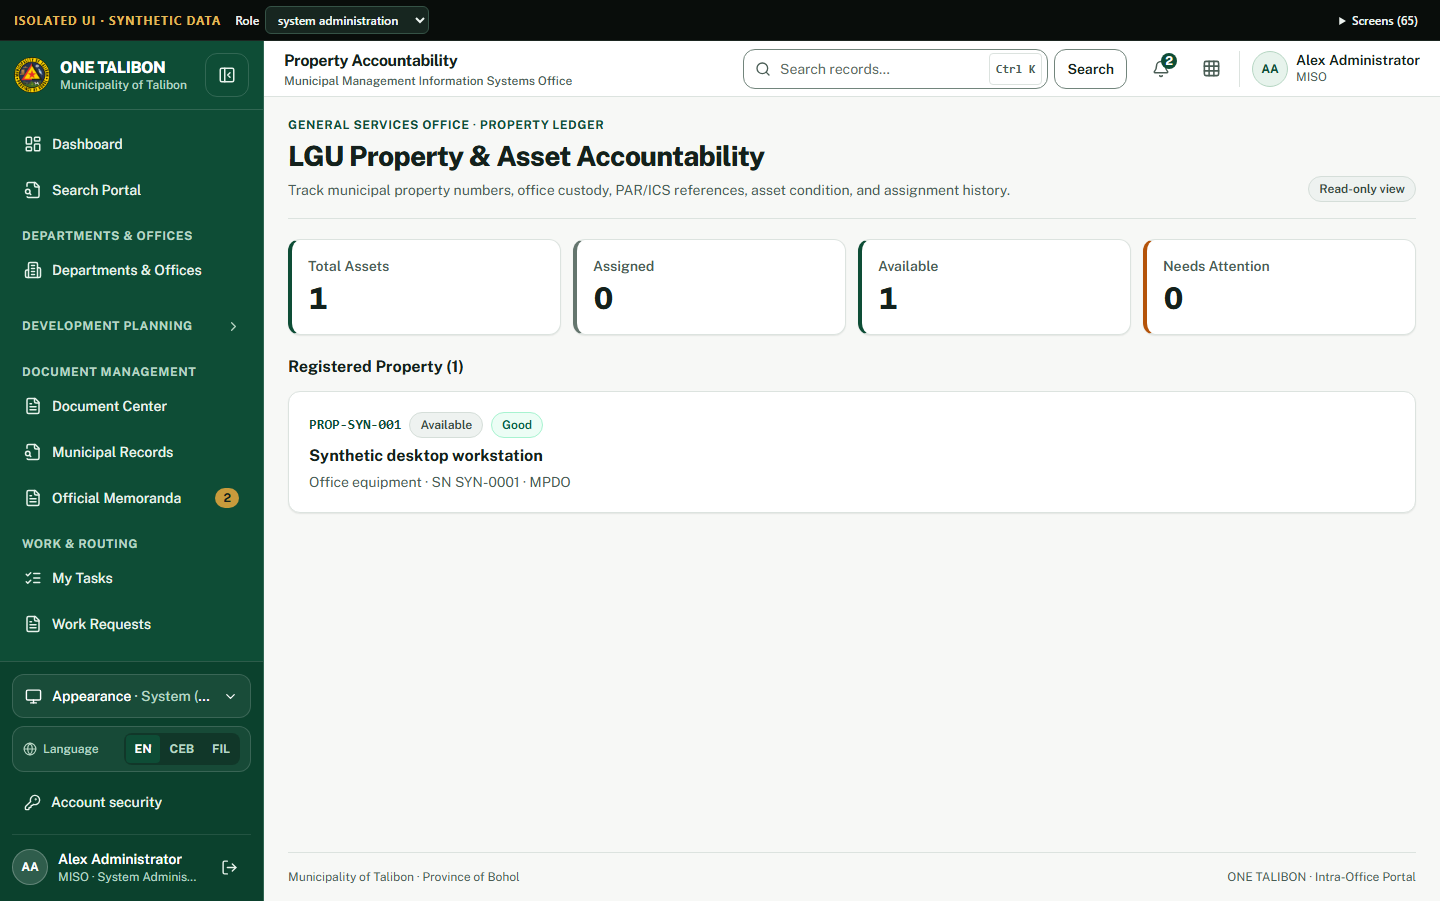 ISOLATED UI · SYNTHETIC DATA
Role
system administration
Screens (65)
ONE TALIBON
Municipality of Talibon
Dashboard
Search Portal
DEPARTMENTS & OFFICES
Departments & Offices
DEVELOPMENT PLANNING
DOCUMENT MANAGEMENT
Document Center
Municipal Records
Official Memoranda
2
WORK & ROUTING
My Tasks
Work Requests
Appearance · System (...
Language
EN
CEB
FIL
Account security
AA
Alex Administrator
MISO · System Adminis...
Property Accountability
Municipal Management Information Systems Office
Search records...
Ctrl K
Search
2
AA
Alex Administrator
MISO
GENERAL SERVICES OFFICE · PROPERTY LEDGER
LGU Property & Asset Accountability
Track municipal property numbers, office custody, PAR/ICS references, asset condition, and assignment history.
Read-only view
Total Assets
1
Assigned
0
Available
1
Needs Attention
0
Registered Property (1)
PROP-SYN-001
Available
Good
Synthetic desktop workstation
Office equipment · SN SYN-0001 · MPDO
Municipality of Talibon · Province of Bohol
ONE TALIBON · Intra-Office Portal